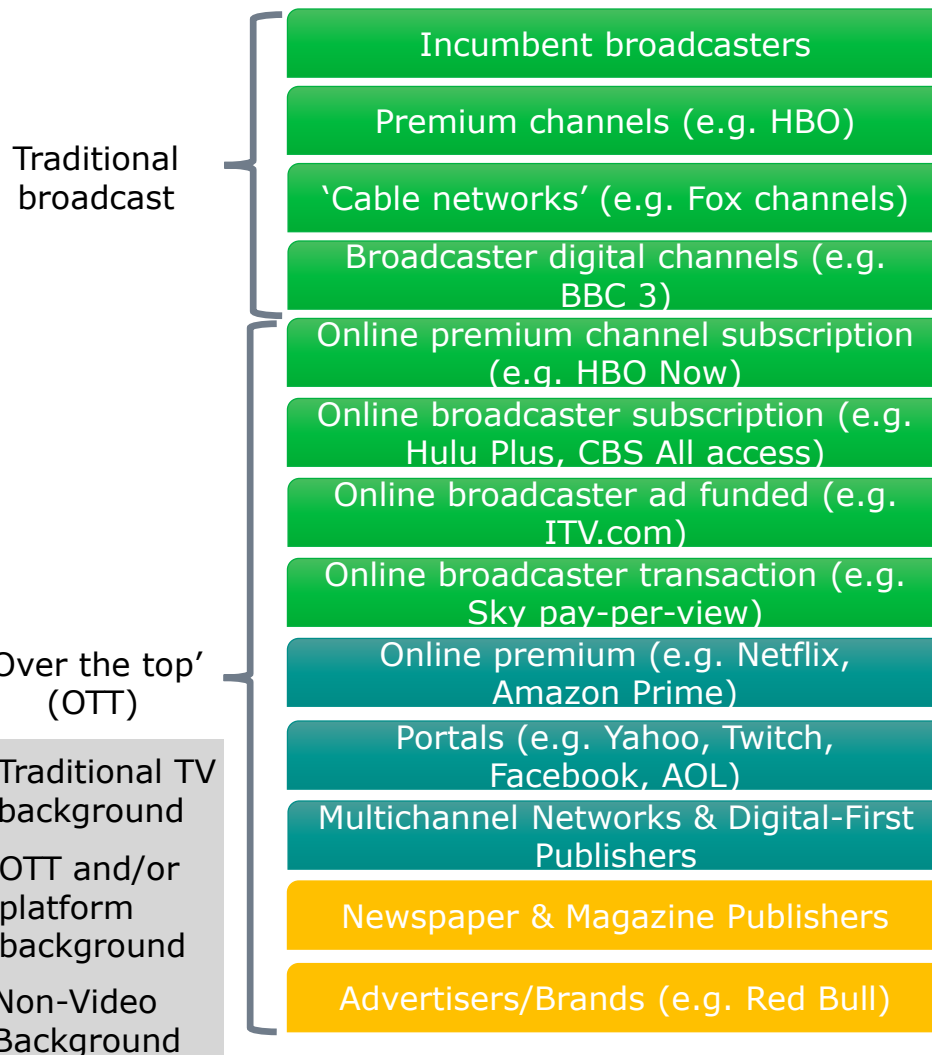 Traditional
broadcast
Incumbent broadcasters
Premium channels (e.g. HBO)
‘Cable networks’ (e.g. Fox channels)
Broadcaster digital channels (e.g.
BBC 3)
Over the top’
(OTT)
Online premium channel subscription
(e.g. HBO Now)
Online broadcaster subscription (e.g.
Hulu Plus, CBS All access)
Online broadcaster ad funded (e.g.
ITV.com)
Online broadcaster transaction (e.g.
Sky pay-per-view)
Online premium (e.g. Netflix,
Amazon Prime)
Portals (e.g. Yahoo, Twitch,
Facebook, AOL)
Multichannel Networks & Digital-First
Publishers
Newspaper & Magazine Publishers
Advertisers/Brands (e.g. Red Bull)
Traditional TV
background
OTT and/or
platform
background
Non-Video
Background